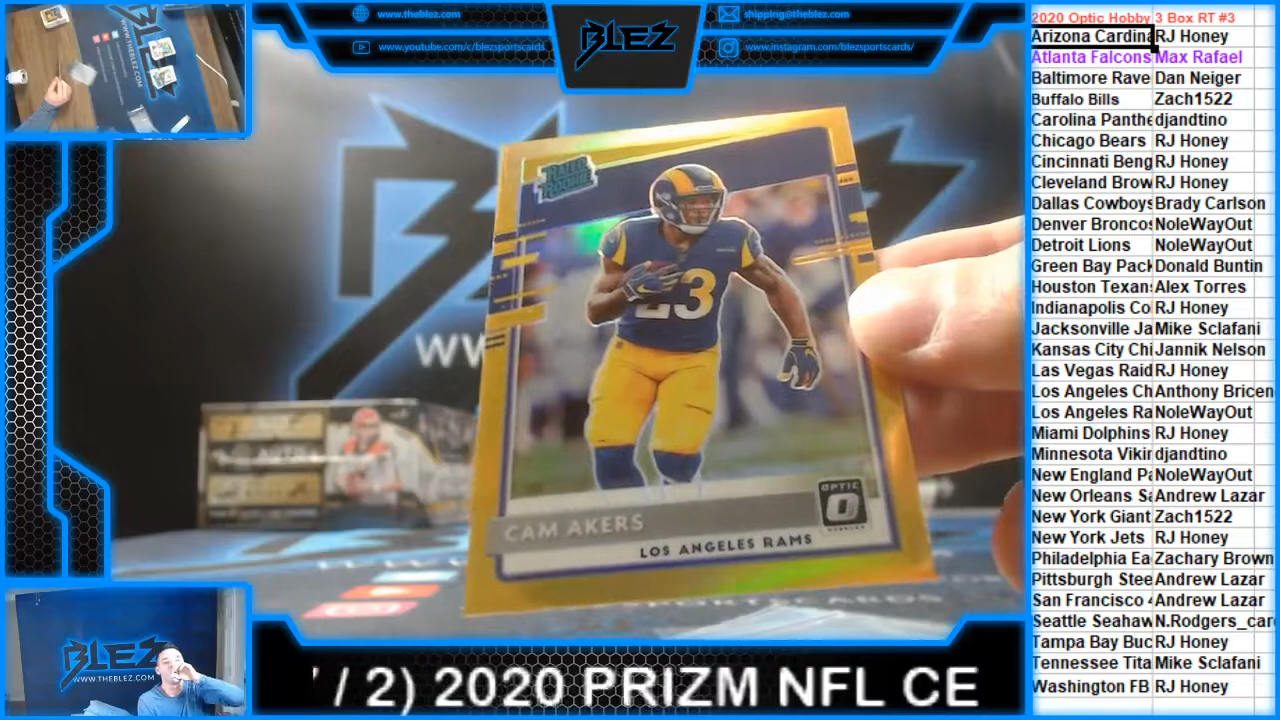 www.theblez.com
shipping@theblez.com
www.youtube.com/c/blezsportscards
www.instagram.com/blezsportscards/
BLEZ
RATED ROOKIE
23
OPTIC
CAM AKERS
LOS ANGELES RAMS
BLEZ
WWW.THEBLEZ.COM
/ 2) 2020 PRIZM NFL CE
2020 Optic Hobby 3 Box RT #3
Arizona Cardina RJ Honey
Atlanta Falcons Max Rafael
Baltimore Rave Dan Neiger
Buffalo Bills Zach1522
Carolina Panthe djandtino
Chicago Bears RJ Honey
Cincinnati Beng RJ Honey
Cleveland Brow RJ Honey
Dallas Cowboys Brady Carlson
Denver Broncos NoleWayOut
Detroit Lions NoleWayOut
Green Bay Pack Donald Buntin
Houston Texans Alex Torres
Indianapolis Co RJ Honey
Jacksonville Ja Mike Sclafani
Kansas City Chi Jannik Nelson
Las Vegas Raid RJ Honey
Los Angeles Ch Anthony Bricen
Los Angeles Ra NoleWayOut
Miami Dolphins RJ Honey
Minnesota Vikin djandtino
New England Pa NoleWayOut
New Orleans Sa Andrew Lazar
New York Giant Zach1522
New York Jets RJ Honey
Philadelphia Ea Zachary Brown
Pittsburgh Stee Andrew Lazar
San Francisco 4 Andrew Lazar
Seattle Seahaw N.Rodgers_car
Tampa Bay Buc RJ Honey
Tennessee Tita Mike Sclafani
Washington FB RJ Honey